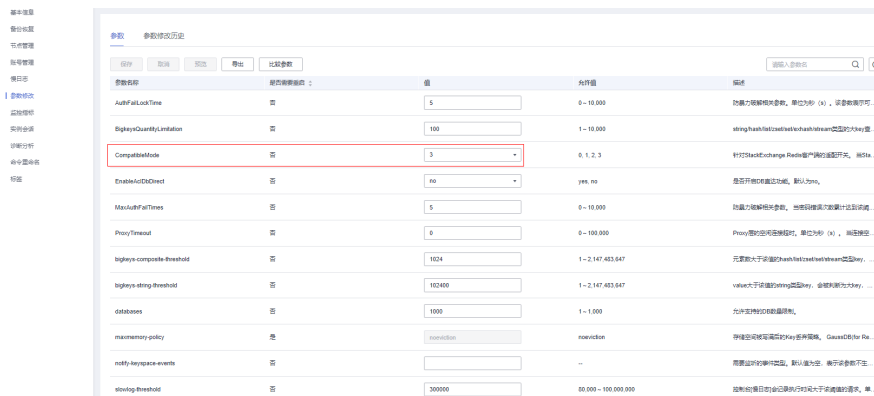 基本信息
备份恢复
节点管理
账号管理
慢日志
参数修改
监控指标
实例会话
诊断分析
命令重命名
标签
参数 参数修改历史
保存 取消 预览 导出 比较参数 请输入参数名
参数名称 是否需要重启 值 允许值 描述
AuthFailLockTime 否 5 0 ~ 10,000 防暴力破解相关参数。单位为秒（s）。该参数表示可...
BigkeysQuantityLimitation 否 100 1 ~ 10,000 string/hash/list/zset/set/exhash/stream类型的大key重...
CompatibleMode 否 3 0, 1, 2, 3 针对StackExchange.Redis客户端的适配开关。当Sta...
EnableAclDbDirect 否 no yes, no 是否开启DB直达功能，默认为no。
MaxAuthFailTimes 否 5 0 ~ 10,000 防暴力破解相关参数。当密码错误次数累计达到该阈...
ProxyTimeout 否 0 0 ~ 100,000 Proxy层的空闲连接超时。单位为秒（s）。当连接空...
bigkeys-composite-threshold 否 1024 1 ~ 2,147,483,647 元素数大于该值的hash/list/zset/set/stream类型key，...
bigkeys-string-threshold 否 102400 1 ~ 2,147,483,647 value大于该值的string类型key，会被判断为大key，...
databases 否 1000 1 ~ 1,000 允许支持的DB数量限制。
maxmemory-policy 是 noeviction noeviction 存储空间被写满后的Key丢弃策略。 GaussDB(for Re...
notify-keyspace-events 否 -- 需要监听的事件类型。默认值为空，表示该参数不生...
slowlog-threshold 否 300000 80,000 ~ 100,000,000 控制台[慢日志]会记录执行时间大于该阈值的请求。单...